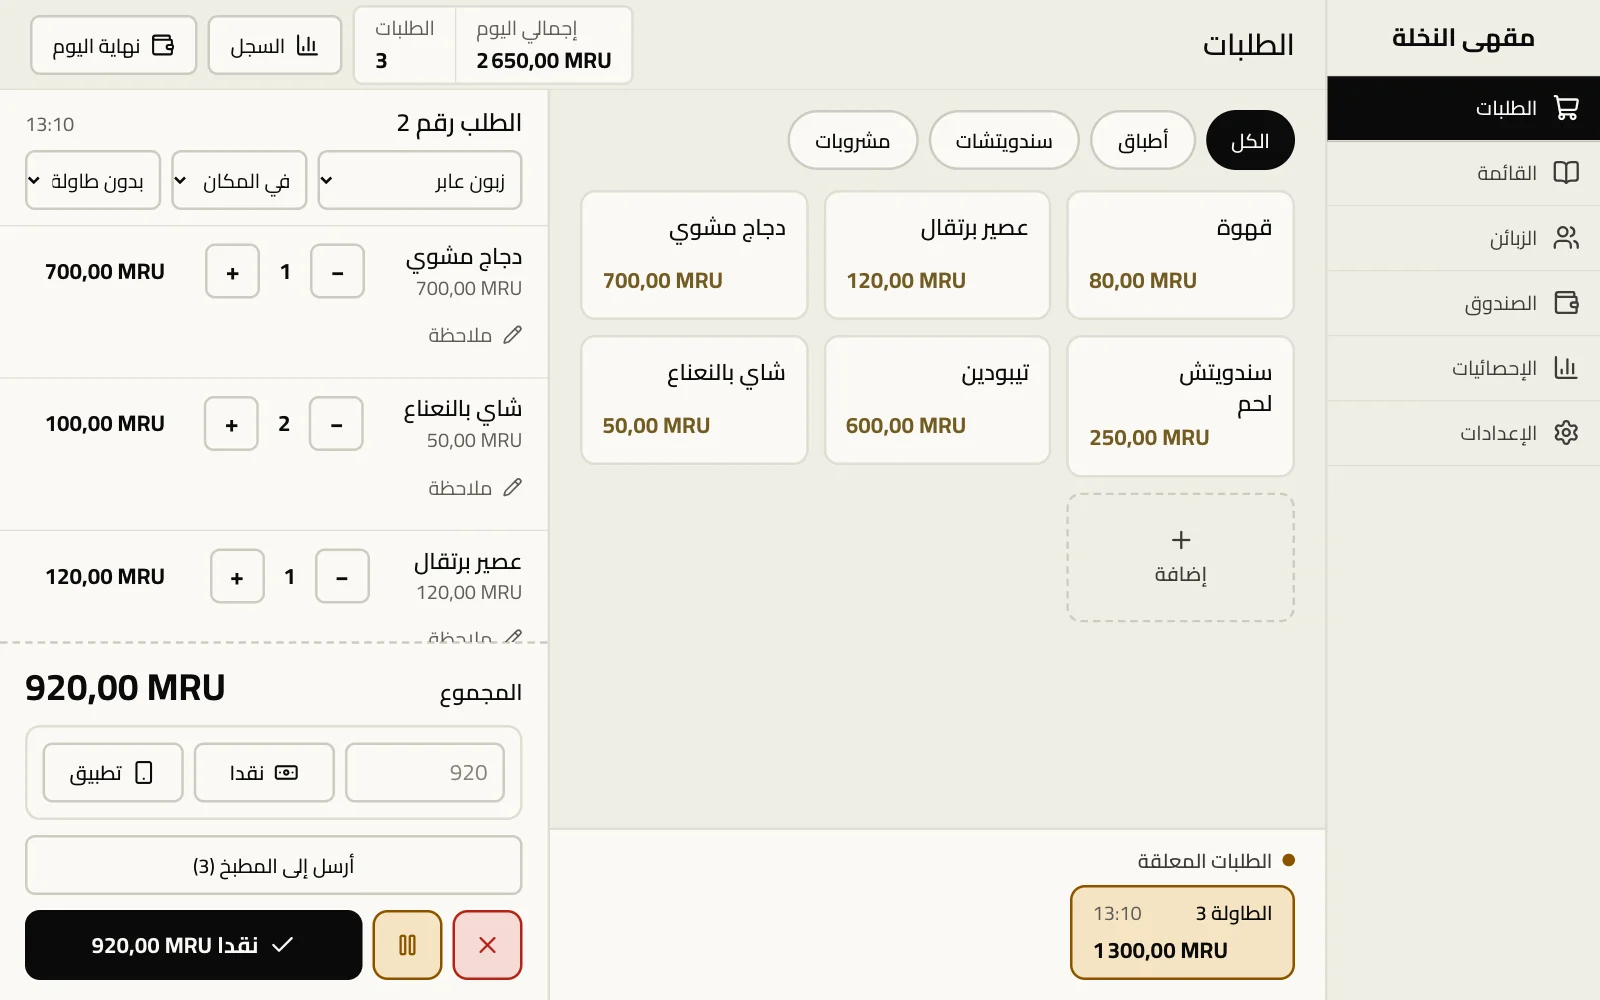 مقهى النخلة
الطلبات
القائمة
الزبائن
الصندوق
الإحصائيات
الإعدادات
الطلبات
إجمالي اليوم
2 650,00 MRU
الطلبات
3
السجل
نهاية اليوم
الكل
أطباق
سندويتشات
مشروبات
قهوة
80,00 MRU
عصير برتقال
120,00 MRU
دجاج مشوي
700,00 MRU
سندويتش
لحم
250,00 MRU
تيبودين
600,00 MRU
شاي بالنعناع
50,00 MRU
إضافة
الطلبات المعلقة
الطاولة 3
13:10
1 300,00 MRU
الطلب رقم 2
13:10
زبون عابر
في المكان
بدون طاولة
دجاج مشوي
700,00 MRU
– 1 +
700,00 MRU
ملاحظة
شاي بالنعناع
50,00 MRU
– 2 +
100,00 MRU
ملاحظة
عصير برتقال
120,00 MRU
– 1 +
120,00 MRU
ملاحظة
المجموع
920,00 MRU
920
نقدا
تطبيق
أرسل إلى المطبخ (3)
نقدا 920,00 MRU